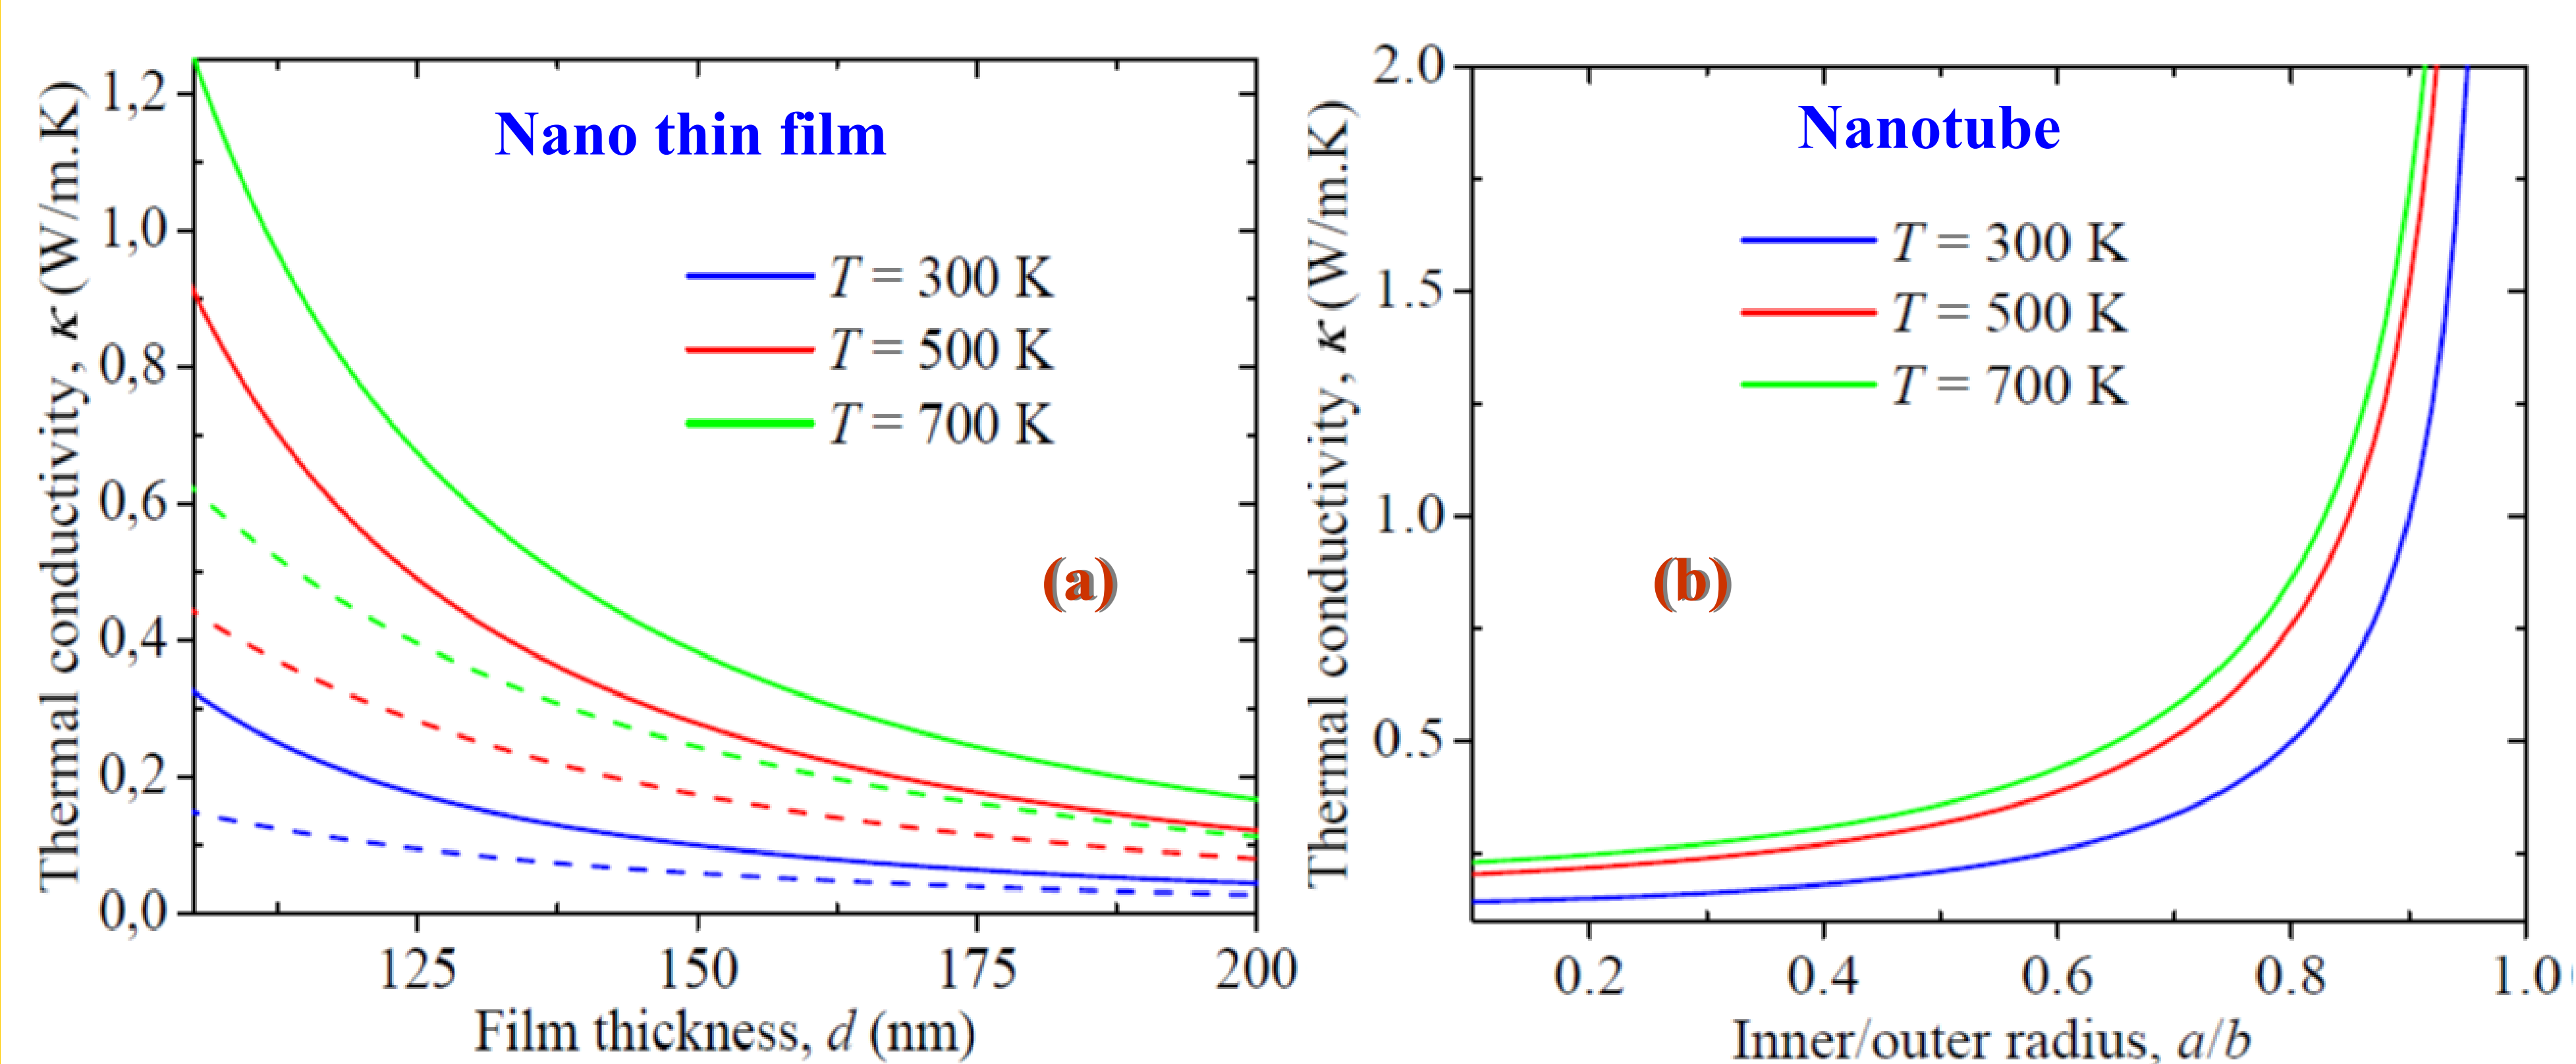 Nano thin film
T = 300 K
T = 500 K
T = 700 K
(a)
Thermal conductivity, κ (W/m.K)
1,2
1,0
0,8
0,6
0,4
0,2
0,0
125 150 175 200
Film thickness, d (nm)
Nanotube
T = 300 K
T = 500 K
T = 700 K
(b)
Thermal conductivity, κ (W/m.K)
2.0
1.5
1.0
0.5
0.2 0.4 0.6 0.8 1.0
Inner/outer radius, a/b